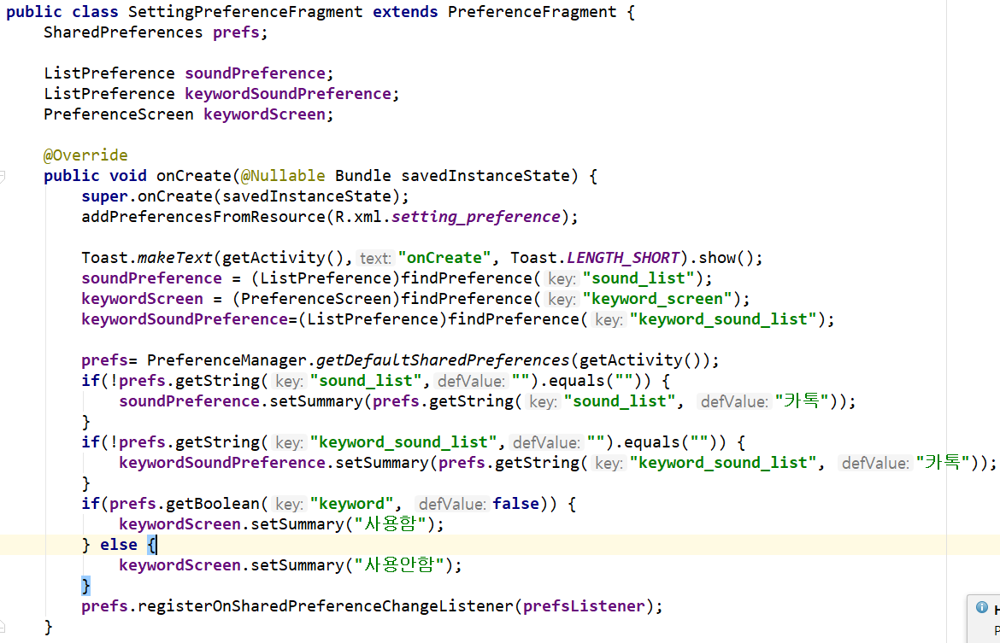 public class SettingPreferenceFragment extends PreferenceFragment {
SharedPreferences prefs;
ListPreference soundPreference;
ListPreference keywordSoundPreference;
PreferenceScreen keywordScreen;
@Override
public void onCreate(@Nullable Bundle savedInstanceState) {
super.onCreate(savedInstanceState);
addPreferencesFromResource(R.xml.setting_preference);
Toast.makeText(getActivity(), text: "onCreate", Toast.LENGTH_SHORT).show();
soundPreference = (ListPreference)findPreference( key: "sound_list");
keywordScreen = (PreferenceScreen)findPreference( key: "keyword_screen");
keywordSoundPreference=(ListPreference)findPreference( key: "keyword_sound_list");
prefs= PreferenceManager.getDefaultSharedPreferences(getActivity());
if(!prefs.getString( key: "sound_list", defValue: "").equals("")) {
soundPreference.setSummary(prefs.getString( key: "sound_list", defValue: "카톡"));
}
if(!prefs.getString( key: "keyword_sound_list", defValue: "").equals("")) {
keywordSoundPreference.setSummary(prefs.getString( key: "keyword_sound_list", defValue: "카톡"));
}
if(prefs.getBoolean( key: "keyword", defValue: false)) {
keywordScreen.setSummary("사용함");
} else {
keywordScreen.setSummary("사용안함");
}
prefs.registerOnSharedPreferenceChangeListener(prefsListener);
}